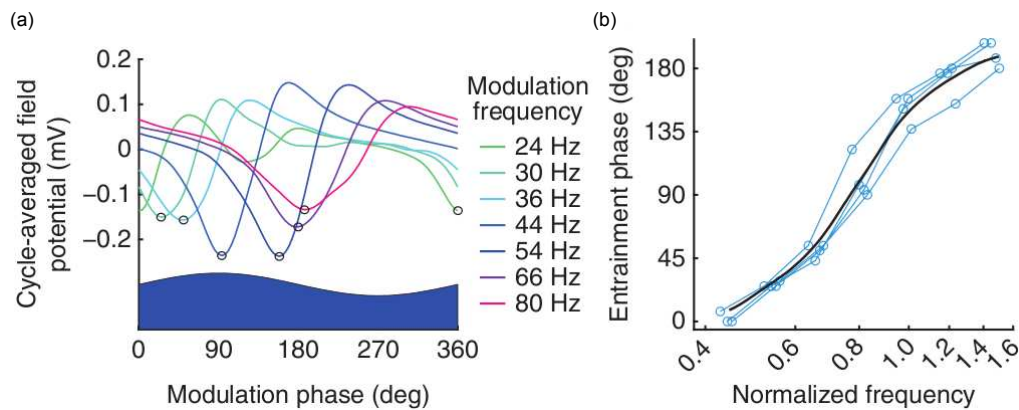 (a)
Cycle-averaged field
potential (mV)
0.2
0.1
0
−0.1
−0.2
0
90
180
270
360
Modulation phase (deg)
Modulation
frequency
24 Hz
30 Hz
36 Hz
44 Hz
54 Hz
66 Hz
80 Hz
(b)
Entrainment phase (deg)
180
135
90
45
0
0.4
0.6
0.8
1.0
1.2
1.4
1.6
Normalized frequency